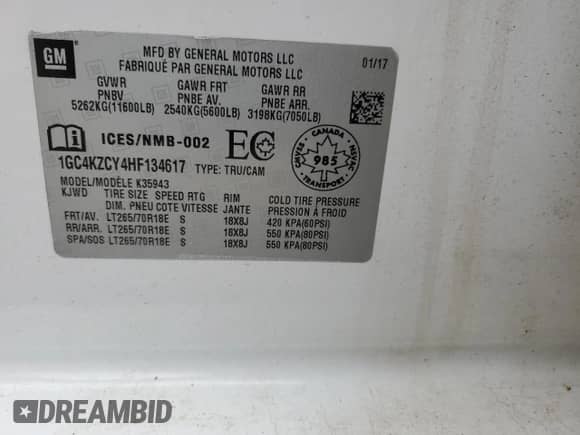 GM
MFD BY GENERAL MOTORS LLC
01/17
FABRIQUÉ PAR GENERAL MOTORS LLC
GVWR GAWR FRT GAWR RR
PNBV PNBE AV. PNBE ARR.
5262KG(11600LB) 2540KG(5600LB) 3198KG(7050LB)
ICES/NMB-002 EC
CANADA
CMVSS 985 NSVAC
TRANSPORT
1GC4KZCY4HF134617 TYPE: TRU/CAM
MODEL/MODÈLE K35943
KJWD TIRE SIZE SPEED RTG RIM COLD TIRE PRESSURE
DIM. PNEU COTE VITESSE JANTE PRESSION À FROID
FRT/AV. LT265/70R18E S 18X8J 420 KPA(60PSI)
RR/ARR. LT265/70R18E S 18X8J 550 KPA(80PSI)
SPA/SOS LT265/70R18E S 18X8J 550 KPA(80PSI)
DREAMBID